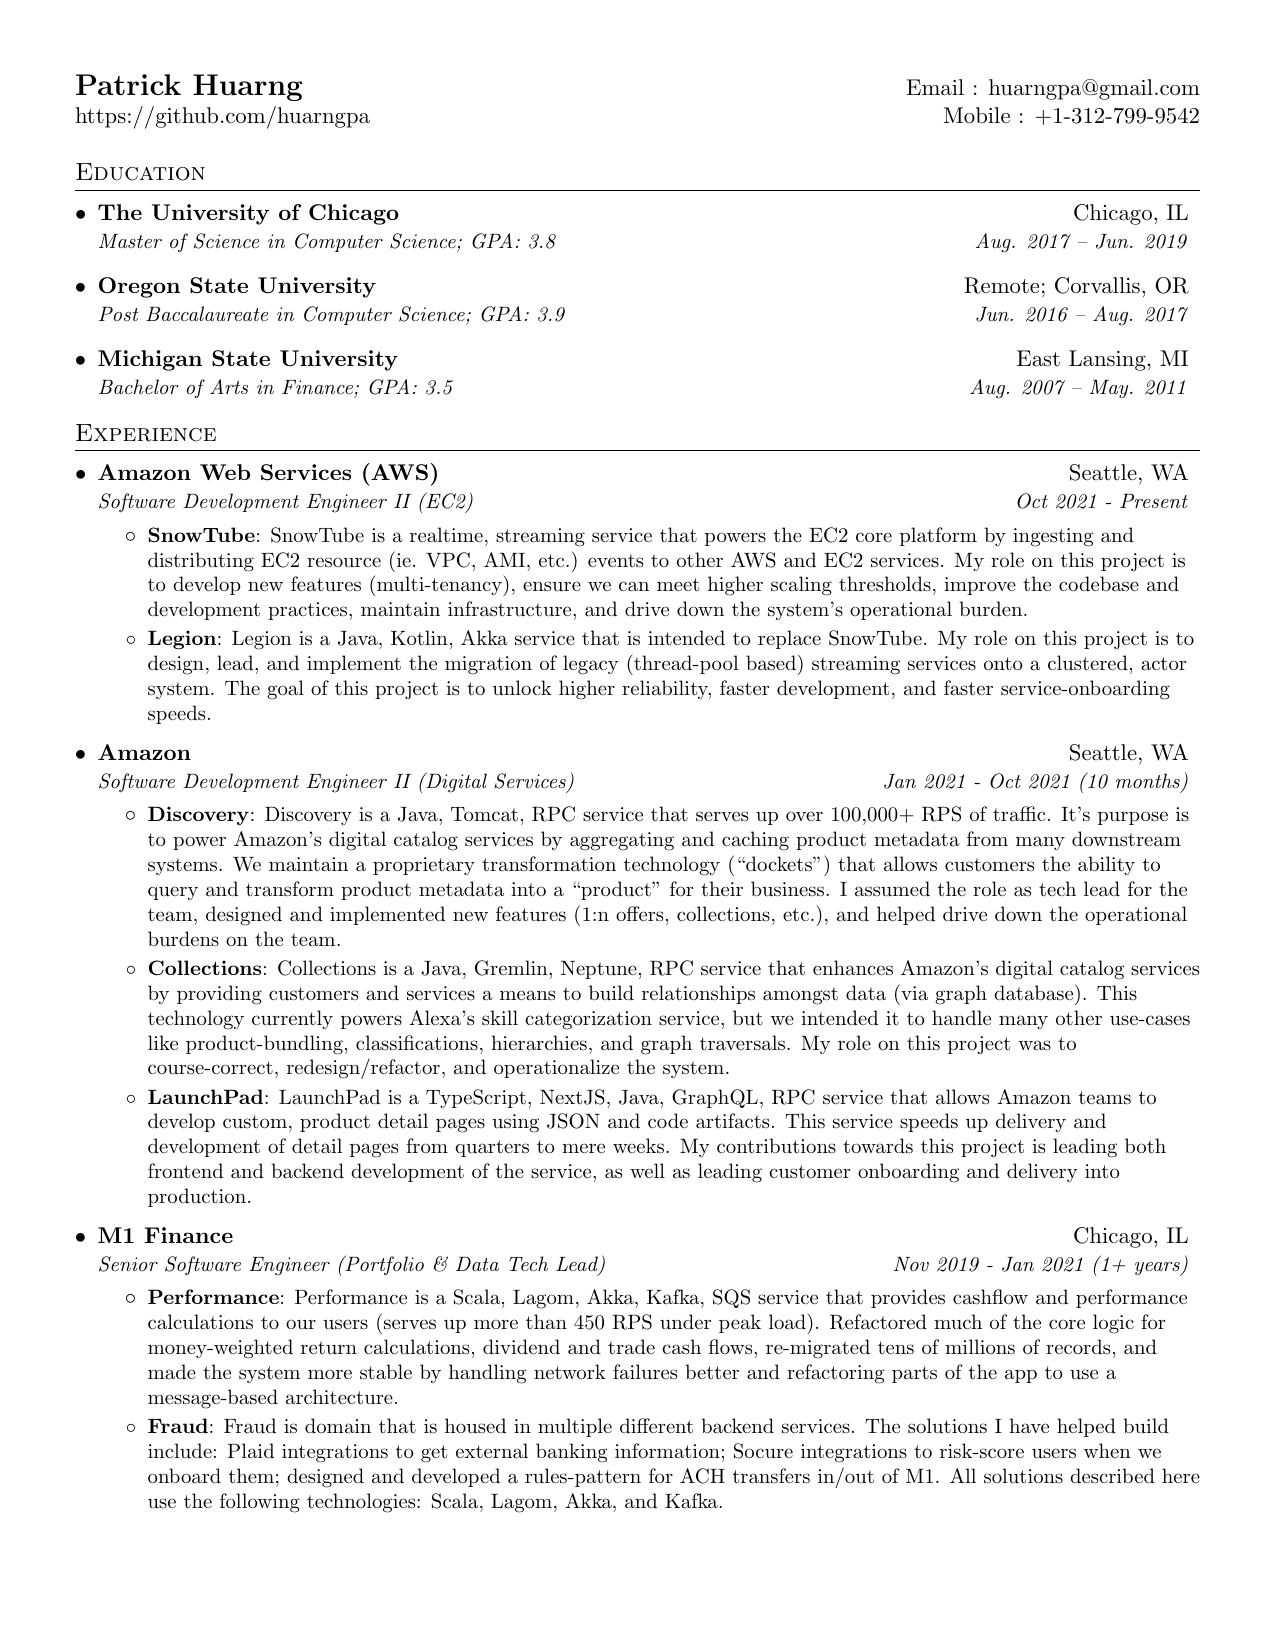 Patrick Huarng
Email : huarngpa@gmail.com
https://github.com/huarngpa
Mobile : +1-312-799-9542
Education
• The University of Chicago
Chicago, IL
Master of Science in Computer Science; GPA: 3.8
Aug. 2017 – Jun. 2019
• Oregon State University
Remote; Corvallis, OR
Post Baccalaureate in Computer Science; GPA: 3.9
Jun. 2016 – Aug. 2017
• Michigan State University
East Lansing, MI
Bachelor of Arts in Finance; GPA: 3.5
Aug. 2007 – May. 2011
Experience
• Amazon Web Services (AWS)
Seattle, WA
Software Development Engineer II (EC2)
Oct 2021 - Present
◦ SnowTube: SnowTube is a realtime, streaming service that powers the EC2 core platform by ingesting and
distributing EC2 resource (ie. VPC, AMI, etc.) events to other AWS and EC2 services. My role on this project is
to develop new features (multi-tenancy), ensure we can meet higher scaling thresholds, improve the codebase and
development practices, maintain infrastructure, and drive down the system's operational burden.
◦ Legion: Legion is a Java, Kotlin, Akka service that is intended to replace SnowTube. My role on this project is to
design, lead, and implement the migration of legacy (thread-pool based) streaming services onto a clustered, actor
system. The goal of this project is to unlock higher reliability, faster development, and faster service-onboarding
speeds.
• Amazon
Seattle, WA
Software Development Engineer II (Digital Services)
Jan 2021 - Oct 2021 (10 months)
◦ Discovery: Discovery is a Java, Tomcat, RPC service that serves up over 100,000+ RPS of traffic. It's purpose is
to power Amazon's digital catalog services by aggregating and caching product metadata from many downstream
systems. We maintain a proprietary transformation technology (“dockets”) that allows customers the ability to
query and transform product metadata into a “product” for their business. I assumed the role as tech lead for the
team, designed and implemented new features (1:n offers, collections, etc.), and helped drive down the operational
burdens on the team.
◦ Collections: Collections is a Java, Gremlin, Neptune, RPC service that enhances Amazon's digital catalog services
by providing customers and services a means to build relationships amongst data (via graph database). This
technology currently powers Alexa's skill categorization service, but we intended it to handle many other use-cases
like product-bundling, classifications, hierarchies, and graph traversals. My role on this project was to
course-correct, redesign/refactor, and operationalize the system.
◦ LaunchPad: LaunchPad is a TypeScript, NextJS, Java, GraphQL, RPC service that allows Amazon teams to
develop custom, product detail pages using JSON and code artifacts. This service speeds up delivery and
development of detail pages from quarters to mere weeks. My contributions towards this project is leading both
frontend and backend development of the service, as well as leading customer onboarding and delivery into
production.
• M1 Finance
Chicago, IL
Senior Software Engineer (Portfolio & Data Tech Lead)
Nov 2019 - Jan 2021 (1+ years)
◦ Performance: Performance is a Scala, Lagom, Akka, Kafka, SQS service that provides cashflow and performance
calculations to our users (serves up more than 450 RPS under peak load). Refactored much of the core logic for
money-weighted return calculations, dividend and trade cash flows, re-migrated tens of millions of records, and
made the system more stable by handling network failures better and refactoring parts of the app to use a
message-based architecture.
◦ Fraud: Fraud is domain that is housed in multiple different backend services. The solutions I have helped build
include: Plaid integrations to get external banking information; Socure integrations to risk-score users when we
onboard them; designed and developed a rules-pattern for ACH transfers in/out of M1. All solutions described here
use the following technologies: Scala, Lagom, Akka, and Kafka.